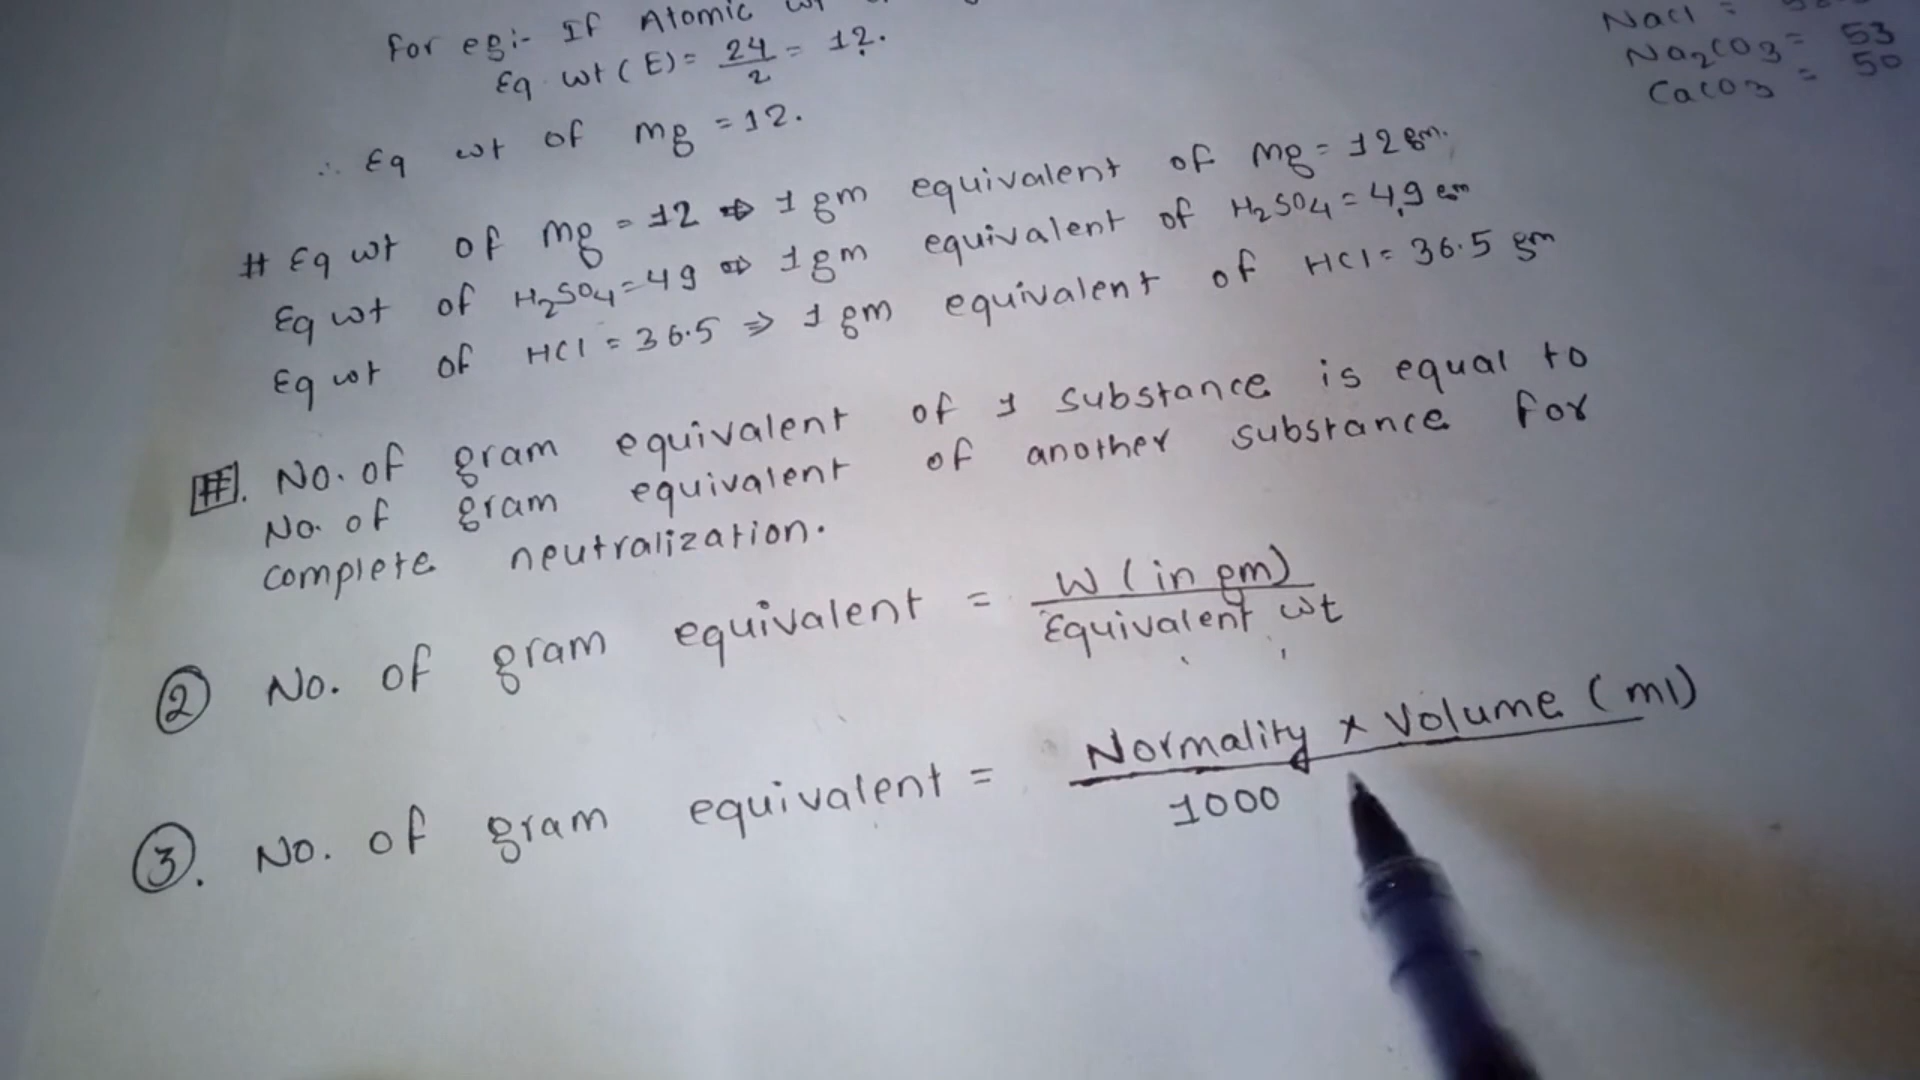 For eg:- If Atomic wt
Eq. wt (E) = 24/2 = 12.
∴ Eq wt of mg = 12.
# Eq wt of mg = 12 ⇒ 1 gm equivalent of mg = 12 gm.
Eq wt of H2SO4 = 49 ⇒ 1 gm equivalent of H2SO4 = 49 gm
Eq wt of HCl = 36.5 ⇒ 1 gm equivalent of HCl = 36.5 gm
#. No. of gram equivalent of 1 substance is equal to
No. of gram equivalent of another substance for
complete neutralization.
② No. of gram equivalent = W (in gm) / Equivalent wt
③. No. of gram equivalent = Normality x Volume (ml) / 1000
NaCl =
Na2CO3 = 53
CaCO3 = 50